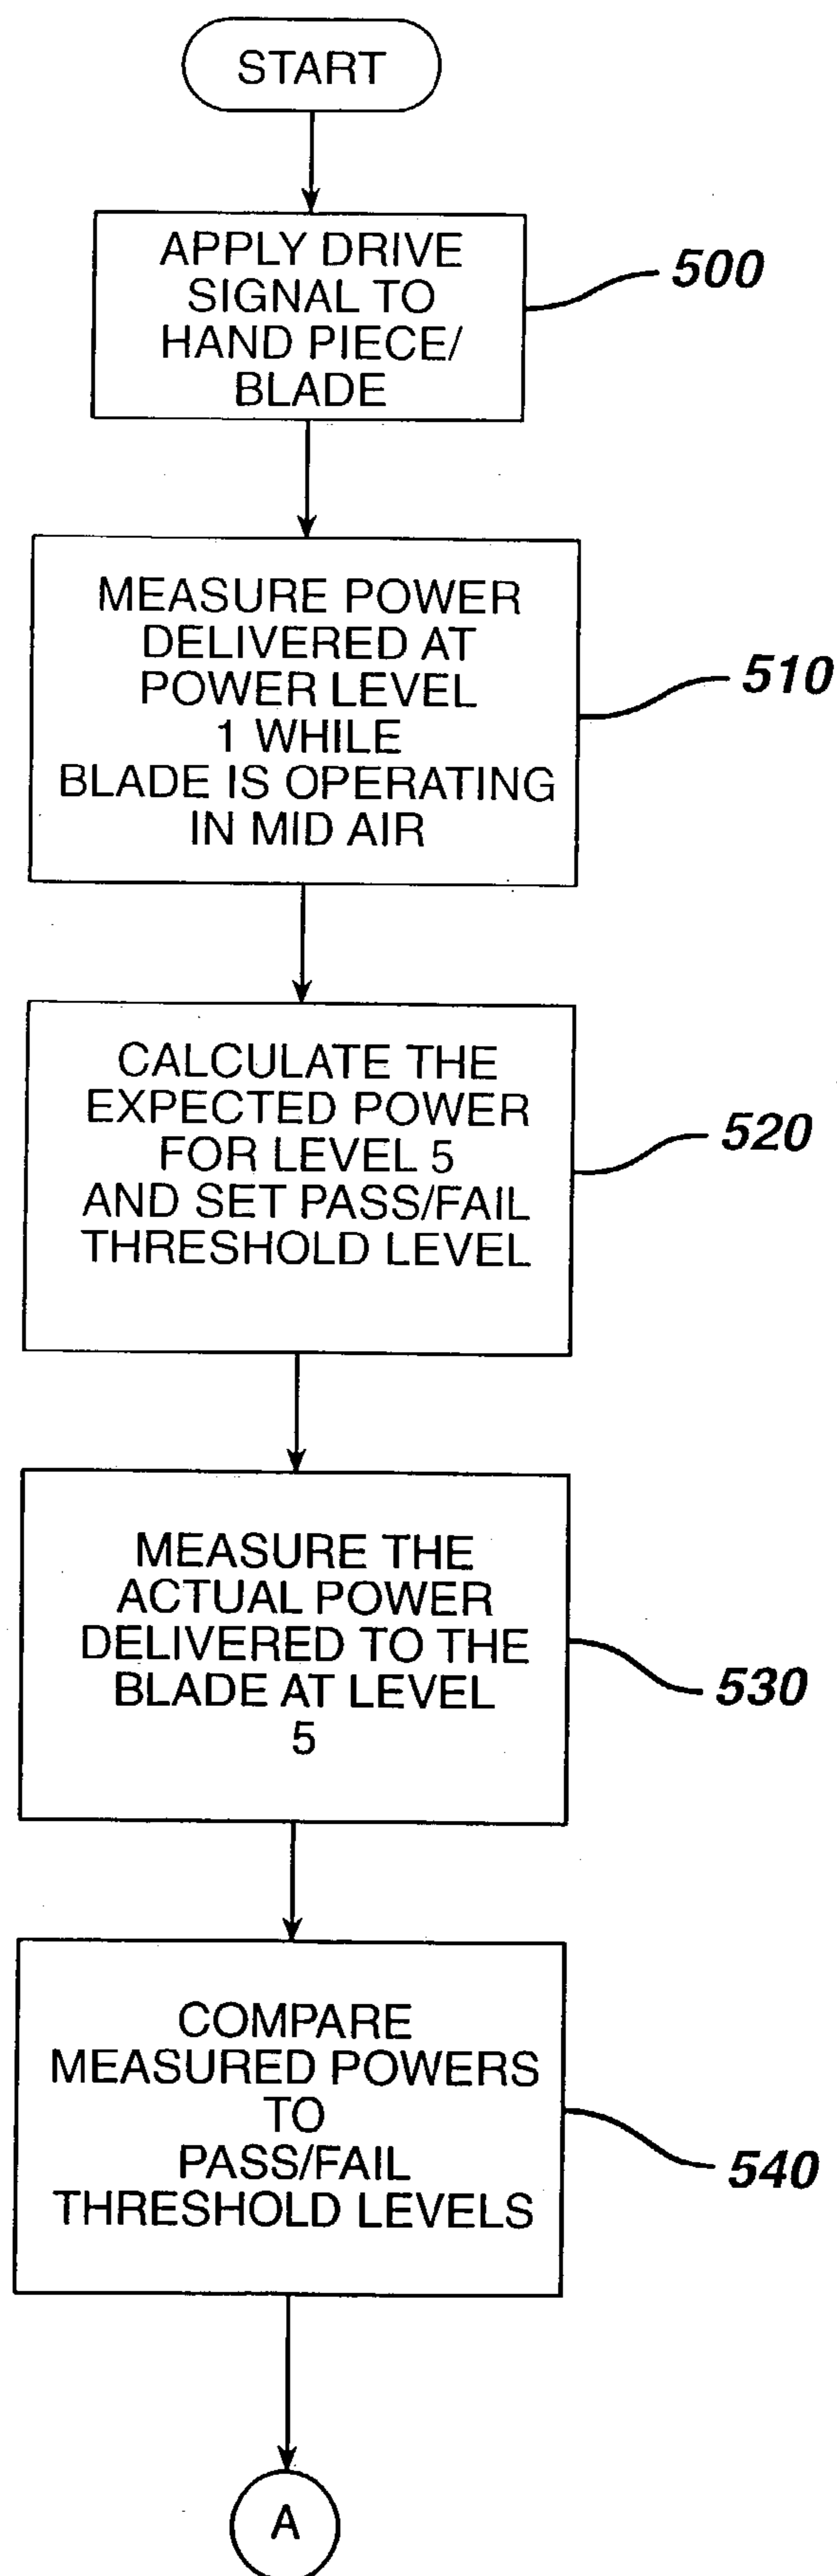 START
APPLY DRIVE
SIGNAL TO
HAND PIECE/
BLADE
500
MEASURE POWER
DELIVERED AT
POWER LEVEL
1 WHILE
BLADE IS OPERATING
IN MID AIR
510
CALCULATE THE
EXPECTED POWER
FOR LEVEL 5
AND SET PASS/FAIL
THRESHOLD LEVEL
520
MEASURE THE
ACTUAL POWER
DELIVERED TO THE
BLADE AT LEVEL
5
530
COMPARE
MEASURED POWERS
TO
PASS/FAIL
THRESHOLD LEVELS
540
A